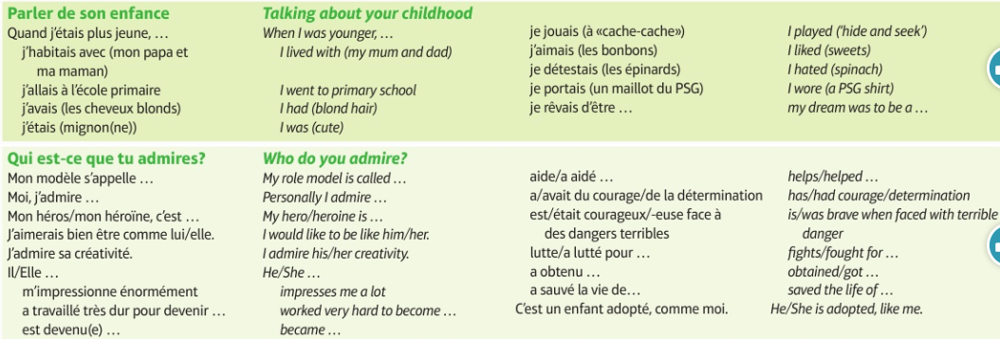 Parler de son enfance
Talking about your childhood
Quand j'étais plus jeune, …
When I was younger, …
j'habitais avec (mon papa et
ma maman)
I lived with (my mum and dad)
j'allais à l'école primaire
I went to primary school
j'avais (les cheveux blonds)
I had (blond hair)
j'étais (mignon(ne))
I was (cute)
je jouais (à «cache-cache»)
I played ('hide and seek')
j'aimais (les bonbons)
I liked (sweets)
je détestais (les épinards)
I hated (spinach)
je portais (un maillot du PSG)
I wore (a PSG shirt)
je rêvais d'être …
my dream was to be a …
Qui est-ce que tu admires?
Who do you admire?
Mon modèle s'appelle …
My role model is called …
Moi, j'admire …
Personally I admire …
Mon héros/mon héroïne, c'est …
My hero/heroine is …
J'aimerais bien être comme lui/elle.
I would like to be like him/her.
J'admire sa créativité.
I admire his/her creativity.
Il/Elle …
He/She …
m'impressionne énormément
impresses me a lot
a travaillé très dur pour devenir …
worked very hard to become …
est devenu(e) …
became …
aide/a aidé …
helps/helped …
a/avait du courage/de la détermination
has/had courage/determination
est/était courageux/-euse face à
des dangers terribles
is/was brave when faced with terrible
danger
lutte/a lutté pour …
fights/fought for …
a obtenu …
obtained/got …
a sauvé la vie de…
saved the life of …
C'est un enfant adopté, comme moi.
He/She is adopted, like me.